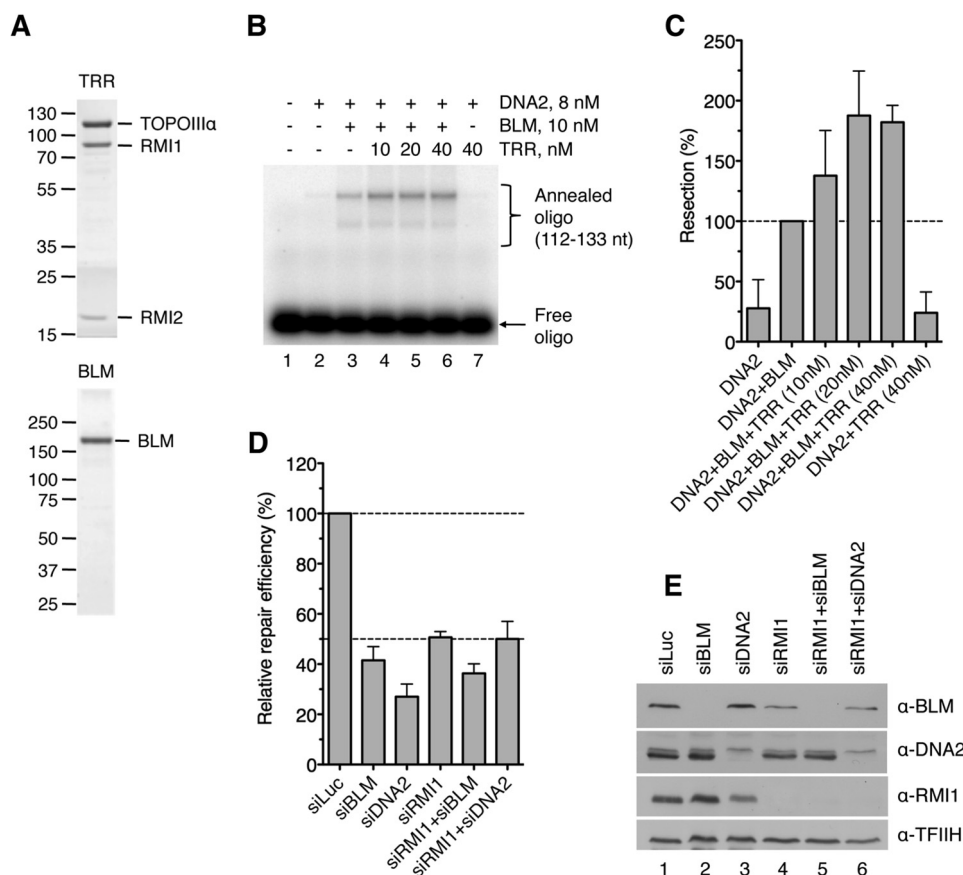 A
TRR
130
100
70
55
35
25
15
TOPOIIIα
RMI1
RMI2
BLM
250
150
100
75
50
37
25
BLM
B
- + + + + + + DNA2, 8 nM
- - + + + + - BLM, 10 nM
- - - 10 20 40 40 TRR, nM
Annealed
oligo
(112-133 nt)
Free
oligo
1 2 3 4 5 6 7
C
Resection (%)
250
200
150
100
50
0
DNA2
DNA2+BLM
DNA2+BLM+TRR (10nM)
DNA2+BLM+TRR (20nM)
DNA2+BLM+TRR (40nM)
DNA2+TRR (40nM)
D
Relative repair efficiency (%)
120
100
80
60
40
20
0
siLuc
siBLM
siDNA2
siRMI1
siRMI1+siBLM
siRMI1+siDNA2
E
siLuc
siBLM
siDNA2
siRMI1
siRMI1+siBLM
siRMI1+siDNA2
α-BLM
α-DNA2
α-RMI1
α-TFIIH
1 2 3 4 5 6